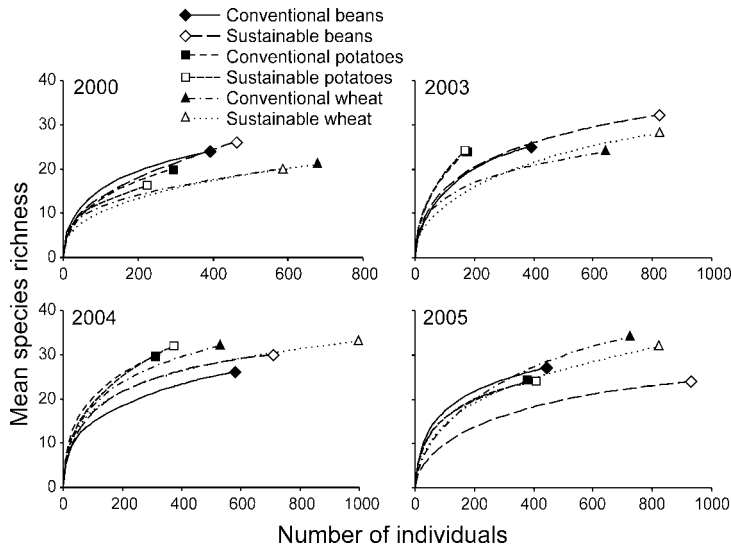 Conventional beans
Sustainable beans
Conventional potatoes
Sustainable potatoes
Conventional wheat
Sustainable wheat
Mean species richness
2000
40
30
20
10
0
0 200 400 600 800
2003
0 200 400 600 800 1000
2004
40
30
20
10
0
0 200 400 600 800 1000
2005
0 200 400 600 800 1000
Number of individuals